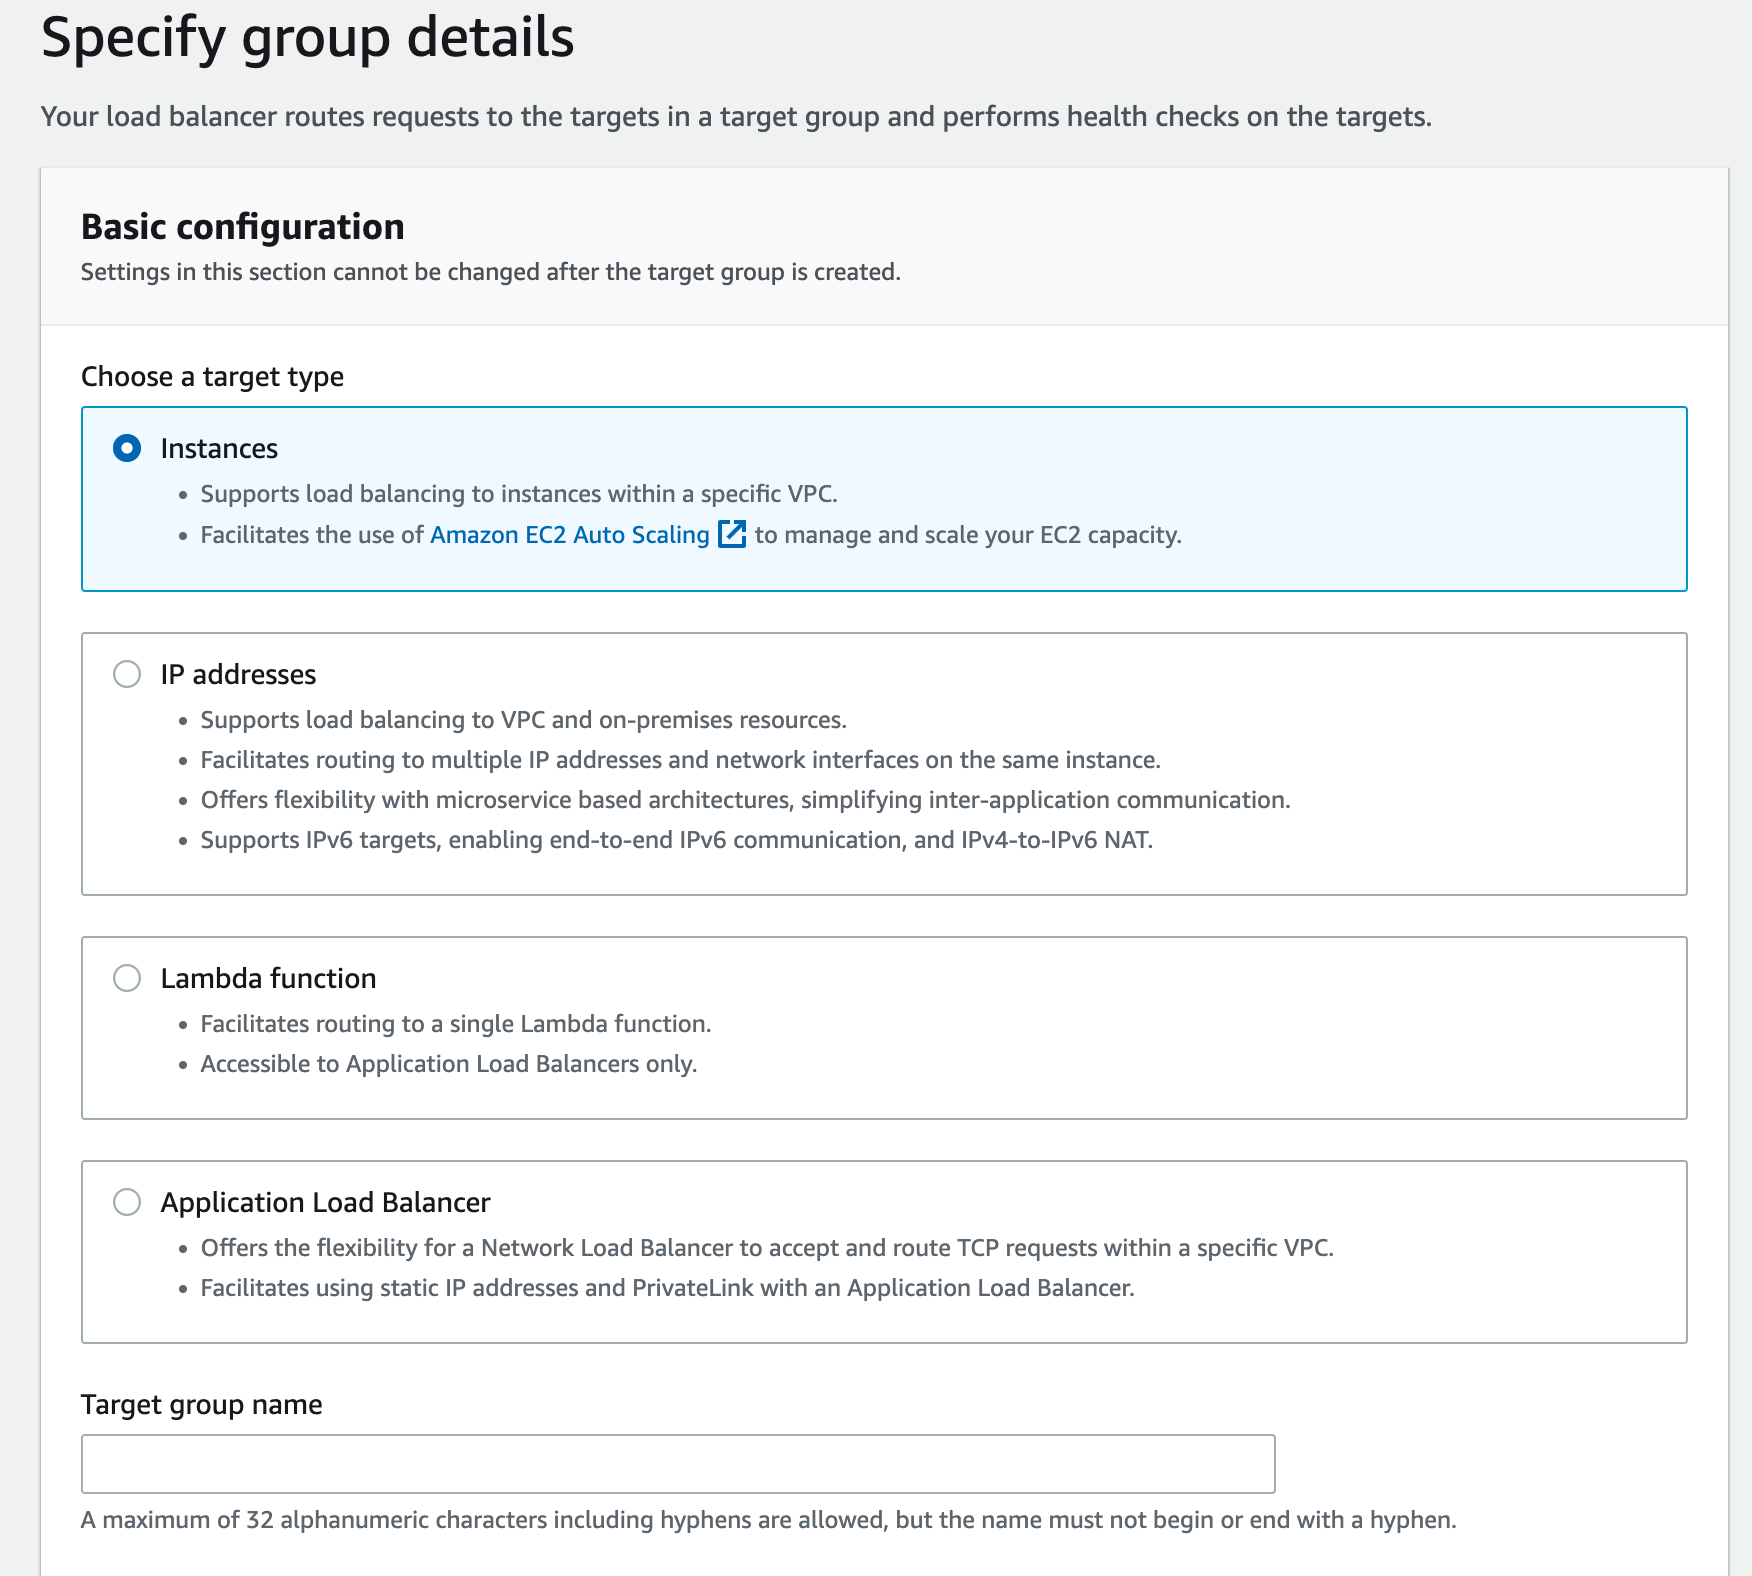 Specify group details
Your load balancer routes requests to the targets in a target group and performs health checks on the targets.
Basic configuration
Settings in this section cannot be changed after the target group is created.
Choose a target type
Instances
• Supports load balancing to instances within a specific VPC.
• Facilitates the use of Amazon EC2 Auto Scaling to manage and scale your EC2 capacity.
IP addresses
• Supports load balancing to VPC and on-premises resources.
• Facilitates routing to multiple IP addresses and network interfaces on the same instance.
• Offers flexibility with microservice based architectures, simplifying inter-application communication.
• Supports IPv6 targets, enabling end-to-end IPv6 communication, and IPv4-to-IPv6 NAT.
Lambda function
• Facilitates routing to a single Lambda function.
• Accessible to Application Load Balancers only.
Application Load Balancer
• Offers the flexibility for a Network Load Balancer to accept and route TCP requests within a specific VPC.
• Facilitates using static IP addresses and PrivateLink with an Application Load Balancer.
Target group name
A maximum of 32 alphanumeric characters including hyphens are allowed, but the name must not begin or end with a hyphen.